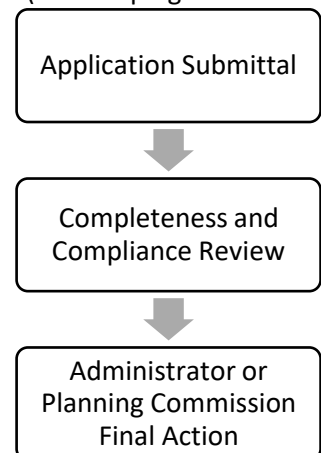 Application Submittal
Completeness and
Compliance Review
Administrator or
Planning Commission
Final Action